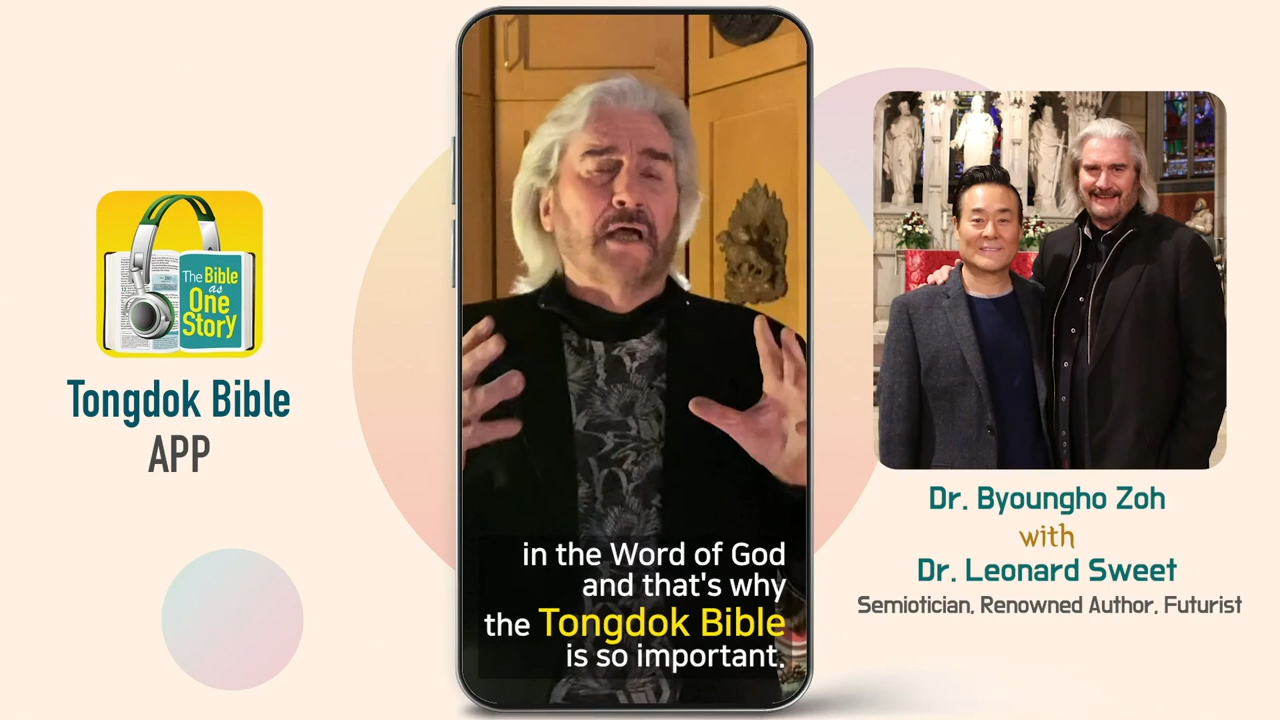 The Bible
as
One
Story
Tongdok Bible
APP
in the Word of God
and that's why
the Tongdok Bible
is so important.
Dr. Byoungho Zoh
with
Dr. Leonard Sweet
Semiotician, Renowned Author, Futurist